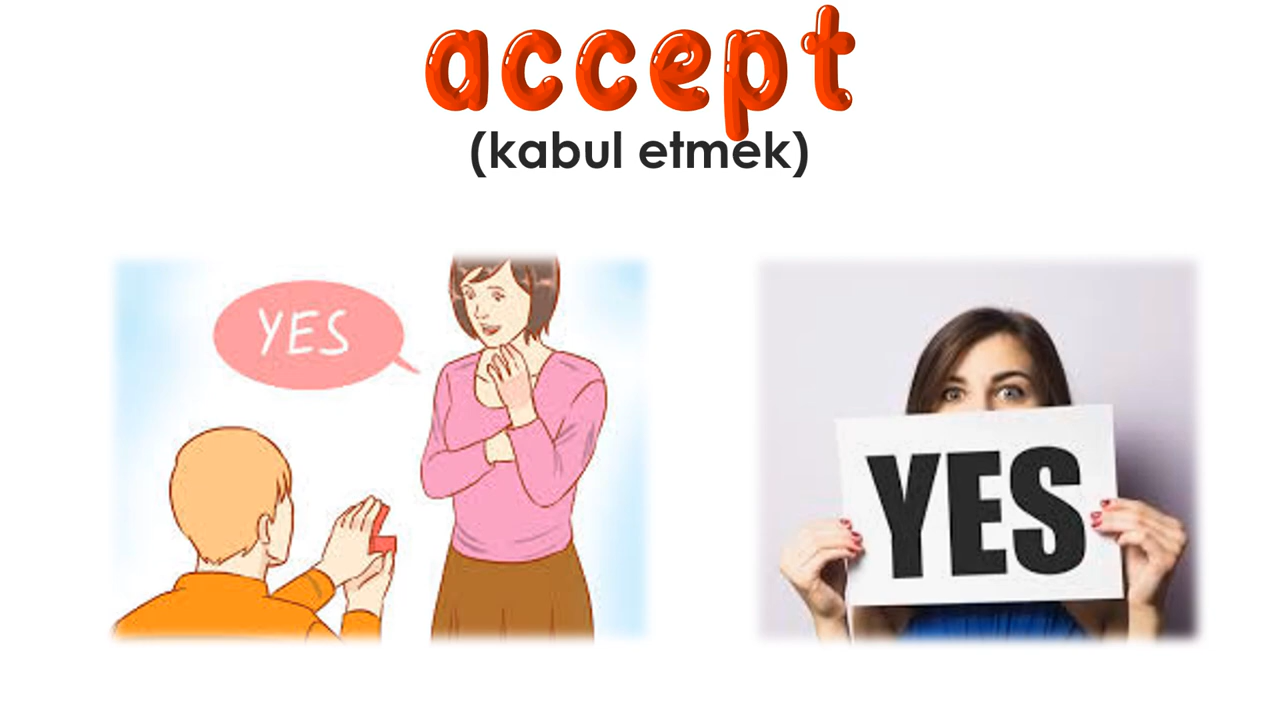 accept
(kabul etmek)
YES
YES